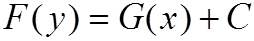 F(y) = G(x) + C